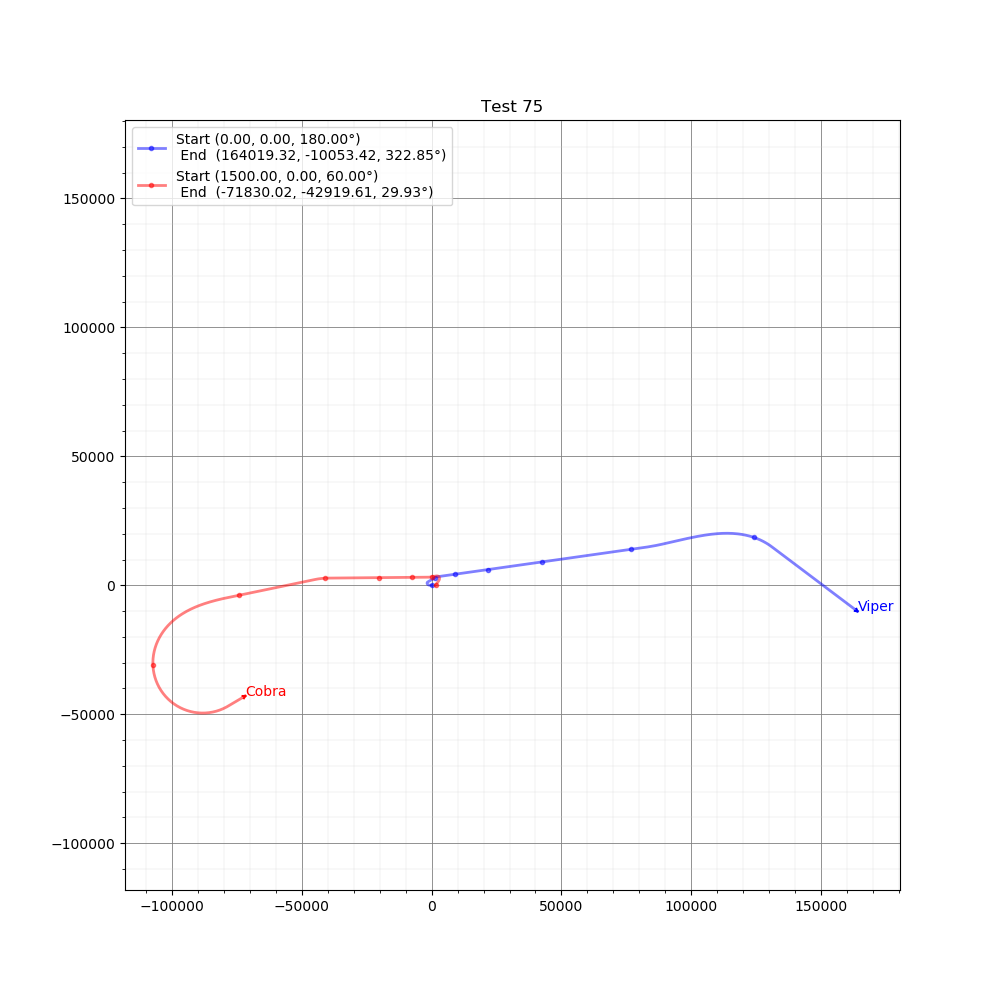 Test 75
Start (0.00, 0.00, 180.00°)
End  (164019.32, -10053.42, 322.85°)
Start (1500.00, 0.00, 60.00°)
End  (-71830.02, -42919.61, 29.93°)
150000
100000
50000
0
−50000
−100000
Viper
Cobra
−100000
−50000
0
50000
100000
150000